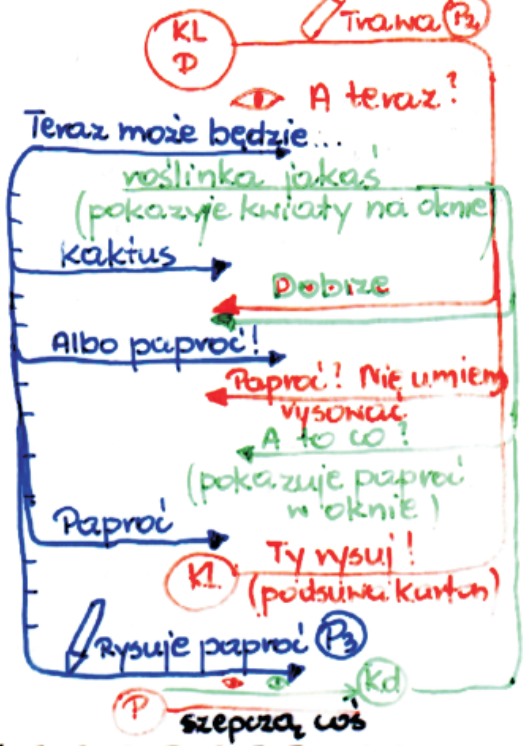 KL
P
Trawa P2
A teraz?
Teraz może będzie...
roślinka jakaś
(pokazuje kwiaty na oknie
kaktus
Dobrze
Albo paproć!
Paproć? Nie umiem
rysować
A to co?
(pokazuje paproć
w oknie)
Paproć
Kl
Ty rysuj!
(podsuwa karton)
Rysuje paproć P3
P
Kd
szepczą coś